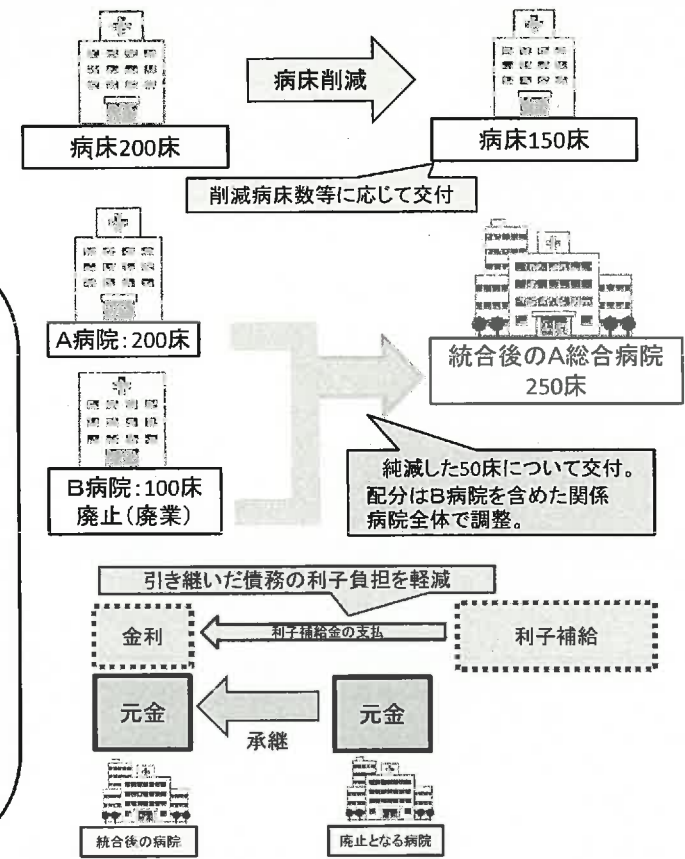 病床削減
病床200床
病床150床
削減病床数等に応じて交付
A病院：200床
統合後のA総合病院
250床
B病院：100床
廃止（廃業）
純減した50床について交付。
配分はB病院を含めた関係
病院全体で調整。
引き継いだ債務の利子負担を軽減
金利
利子補給金の支払
利子補給
元金
承継
元金
統合後の病院
廃止となる病院